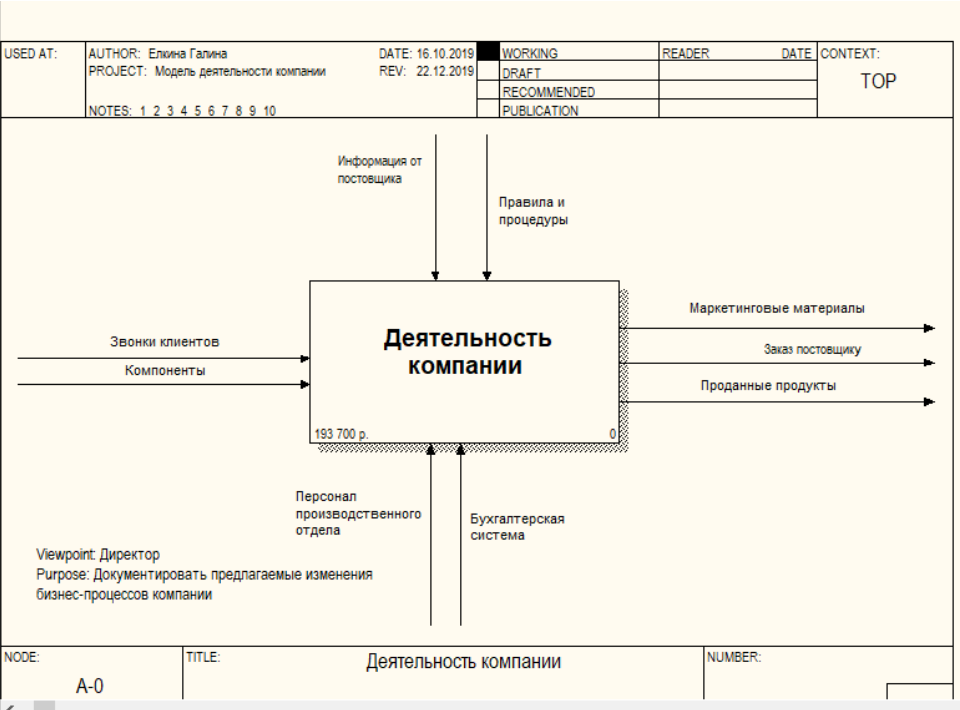 USED AT:
AUTHOR: Елкина Галина
DATE: 16.10.2019
PROJECT: Модель деятельности компании
REV: 22.12.2019
NOTES: 1 2 3 4 5 6 7 8 9 10
WORKING
DRAFT
RECOMMENDED
PUBLICATION
READER
DATE
CONTEXT:
TOP
Информация от
постовщика
Правила и
процедуры
Звонки клиентов
Компоненты
Деятельность
компании
193 700 р.
0
Маркетинговые материалы
Заказ постовщику
Проданные продукты
Персонал
производственного
отдела
Бухгалтерская
система
Viewpoint: Директор
Purpose: Документировать предлагаемые изменения
бизнес-процессов компании
NODE:
A-0
TITLE:
Деятельность компании
NUMBER: